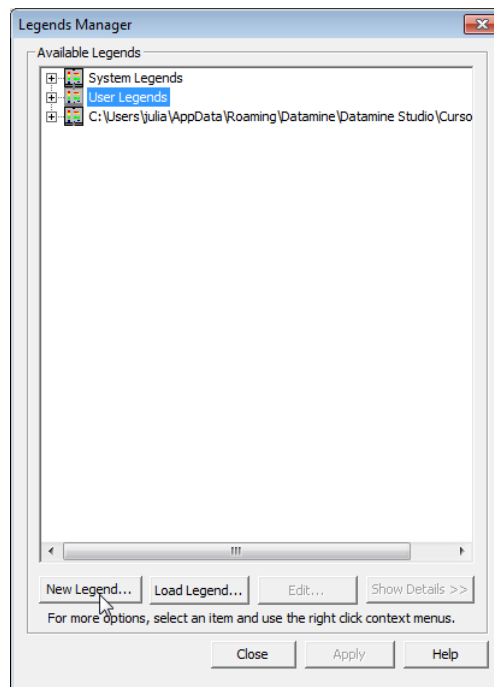 Legends Manager
Available Legends
System Legends
User Legends
C:\Users\julia\AppData\Roaming\Datamine\Datamine Studio\Curso
New Legend... Load Legend... Edit... Show Details >>
For more options, select an item and use the right click context menus.
Close Apply Help